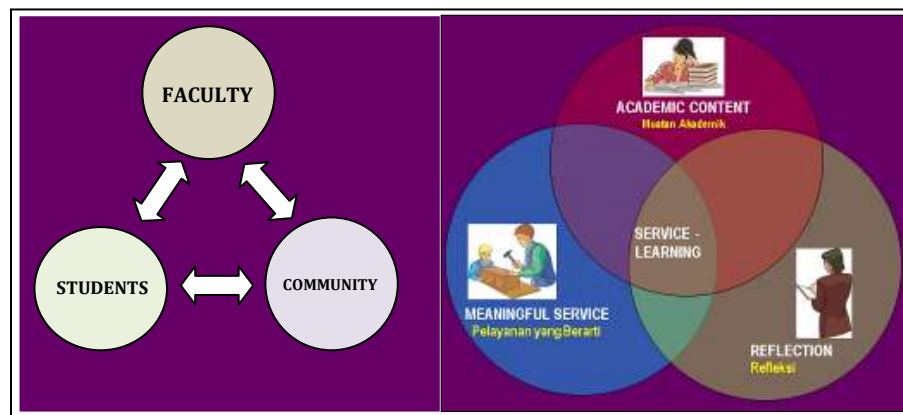 FACULTY
STUDENTS
COMMUNITY
ACADEMIC CONTENT
Muatan Akademik
SERVICE -
LEARNING
MEANINGFUL SERVICE
Pelayanan yang Berarti
REFLECTION
Refleksi